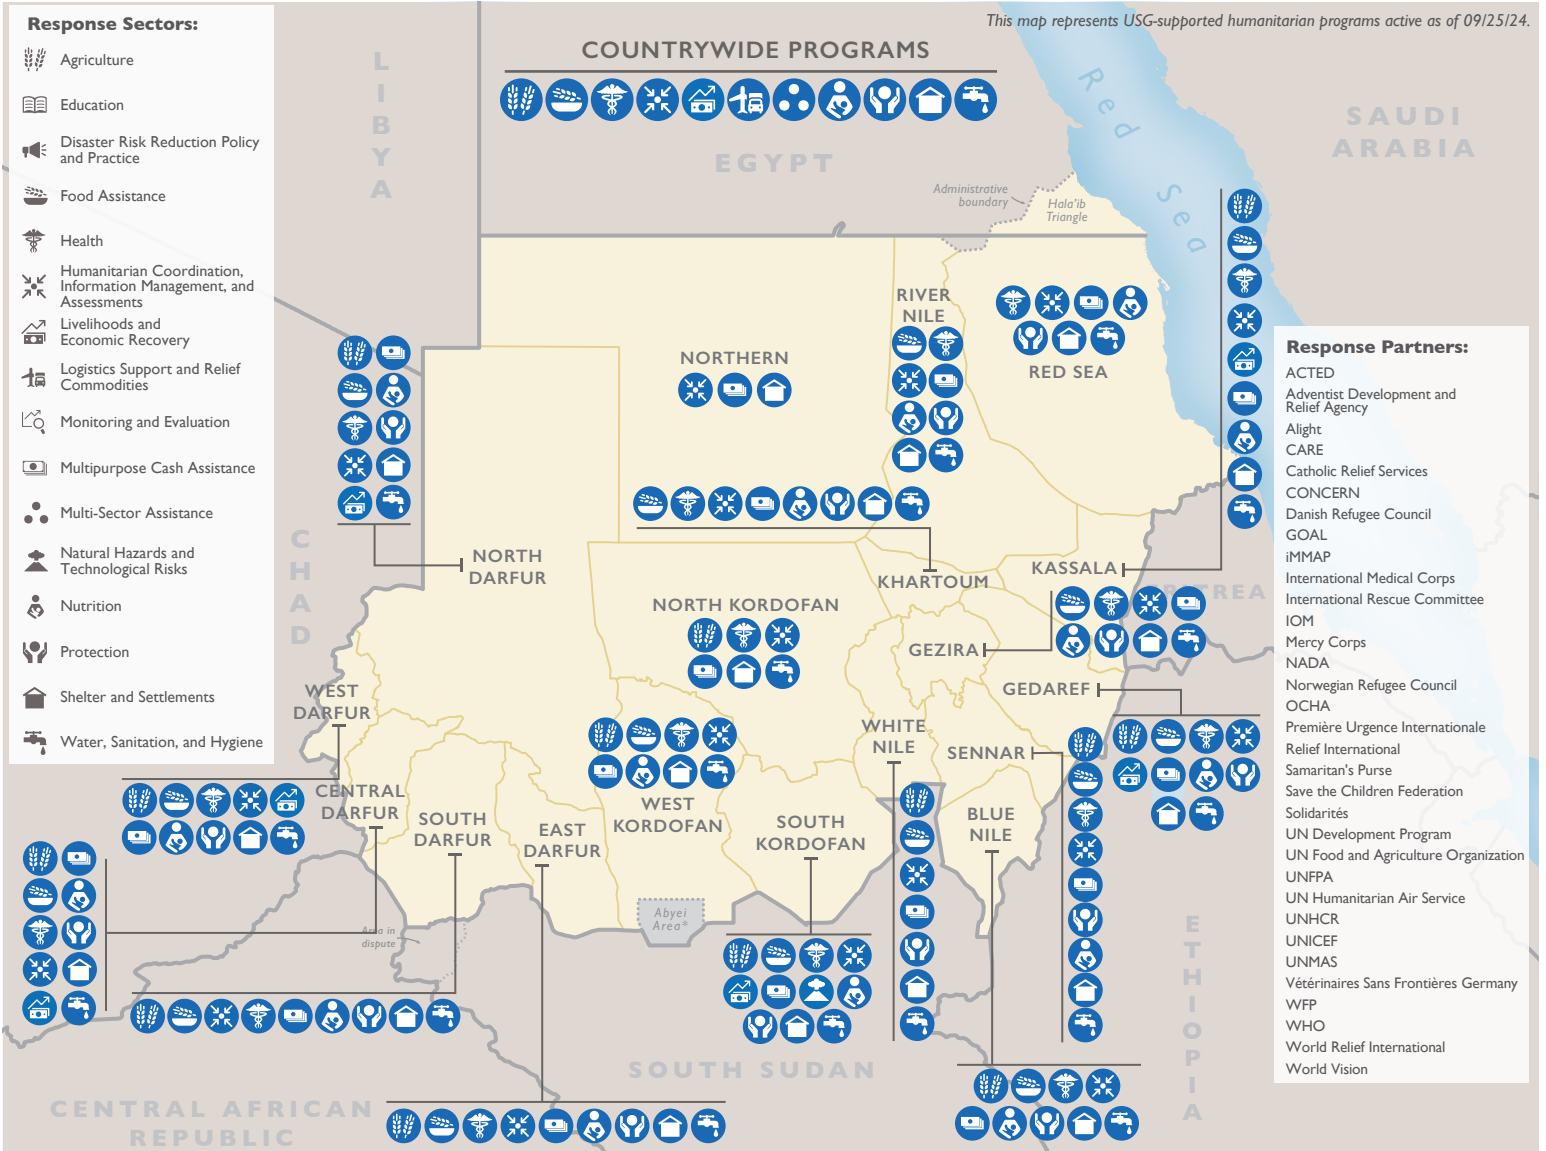 This map represents USG-supported humanitarian programs active as of 09/25/24.
Response Sectors:
Agriculture
Education
Disaster Risk Reduction Policy
and Practice
Food Assistance
Health
Humanitarian Coordination,
Information Management, and
Assessments
Livelihoods and
Economic Recovery
Logistics Support and Relief
Commodities
Monitoring and Evaluation
Multipurpose Cash Assistance
Multi-Sector Assistance
Natural Hazards and
Technological Risks
Nutrition
Protection
Shelter and Settlements
Water, Sanitation, and Hygiene
COUNTRYWIDE PROGRAMS
LIBYA
EGYPT
Red Sea
SAUDI
ARABIA
Administrative
boundary
Hala'ib
Triangle
RIVER
NILE
RED SEA
NORTHERN
CHAD
NORTH
DARFUR
KHARTOUM
KASSALA
ERITREA
NORTH KORDOFAN
GEZIRA
GEDAREF
WEST
DARFUR
WHITE
NILE
SENNAR
CENTRAL
DARFUR
SOUTH
DARFUR
EAST
DARFUR
WEST
KORDOFAN
SOUTH
KORDOFAN
BLUE
NILE
Abyei
Area*
Area in
dispute
ETHIOPIA
SOUTH SUDAN
CENTRAL AFRICAN
REPUBLIC
Response Partners:
ACTED
Adventist Development and
Relief Agency
Alight
CARE
Catholic Relief Services
CONCERN
Danish Refugee Council
GOAL
iMMAP
International Medical Corps
International Rescue Committee
IOM
Mercy Corps
NADA
Norwegian Refugee Council
OCHA
Première Urgence Internationale
Relief International
Samaritan's Purse
Save the Children Federation
Solidarités
UN Development Program
UN Food and Agriculture Organization
UNFPA
UN Humanitarian Air Service
UNHCR
UNICEF
UNMAS
Vétérinaires Sans Frontières Germany
WFP
WHO
World Relief International
World Vision